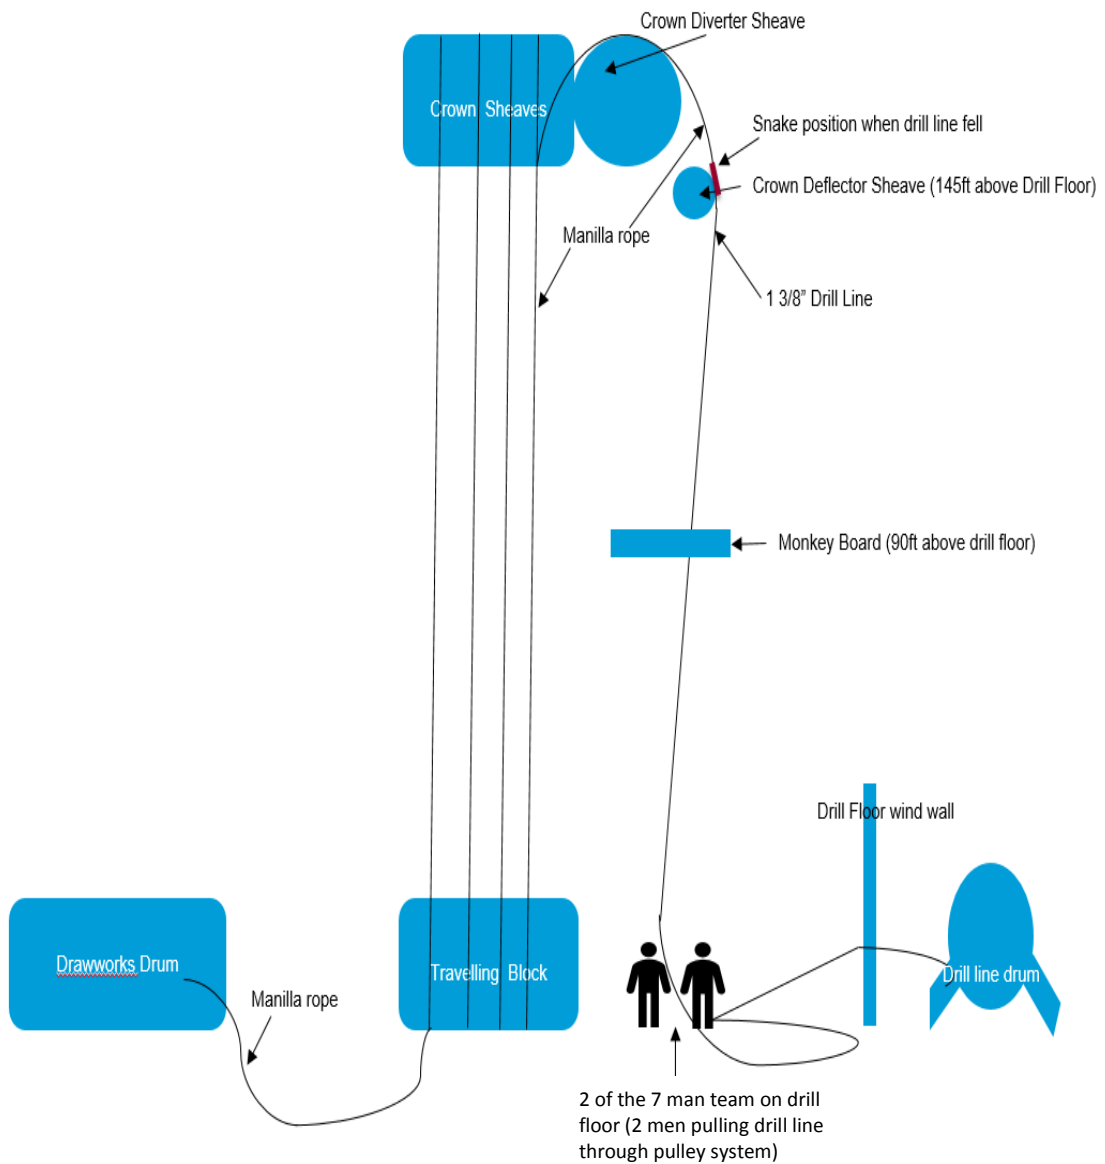 Crown Diverter Sheave
Crown Sheaves
Snake position when drill line fell
Crown Deflector Sheave (145ft above Drill Floor)
Manilla rope
1 3/8” Drill Line
Monkey Board (90ft above drill floor)
Drill Floor wind wall
Drawworks Drum
Travelling Block
Drill line drum
Manilla rope
2 of the 7 man team on drill
floor (2 men pulling drill line
through pulley system)